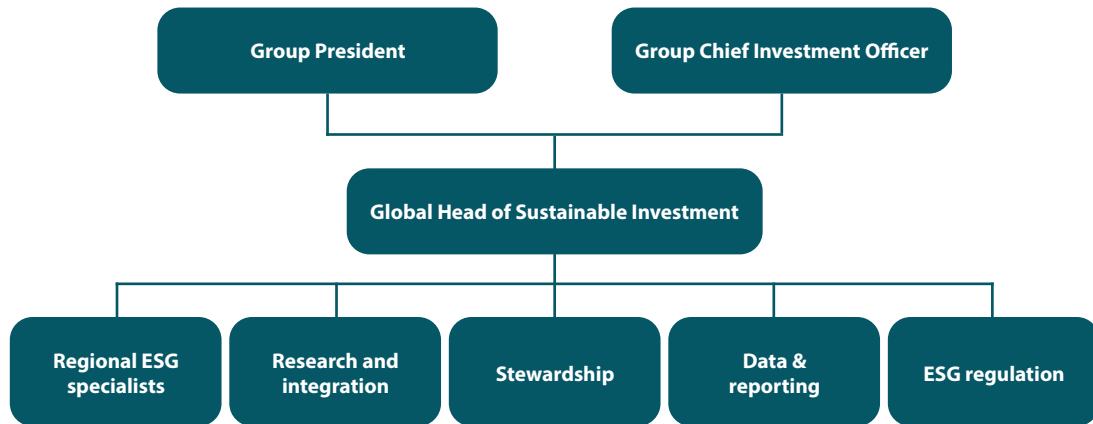 Group President
Group Chief Investment Officer
Global Head of Sustainable Investment
Regional ESG
specialists
Research and
integration
Stewardship
Data &
reporting
ESG regulation